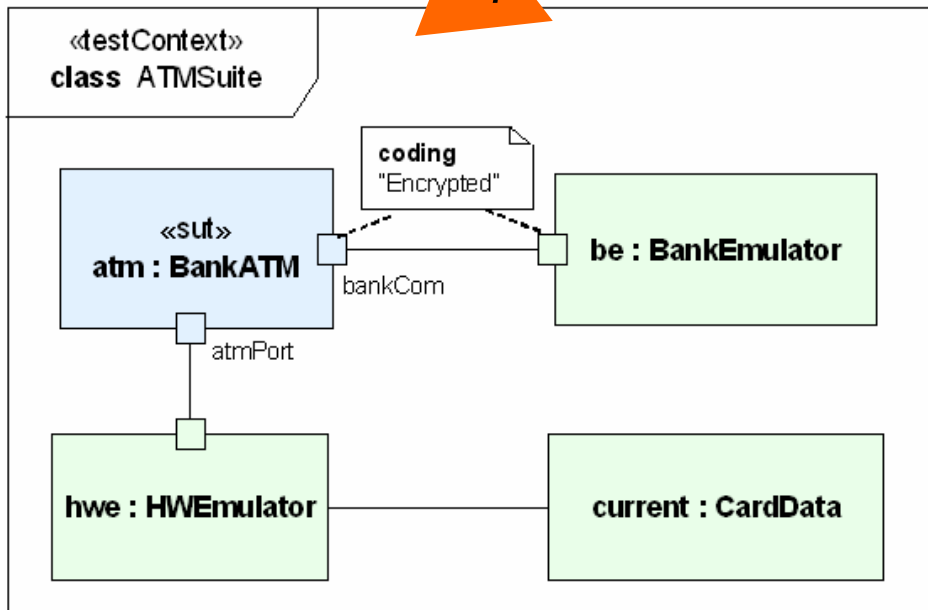 «testContext»
class ATMSuite
coding
"Encrypted"
«sut»
atm : BankATM
be : BankEmulator
bankCom
atmPort
hwe : HWEmulator
current : CardData